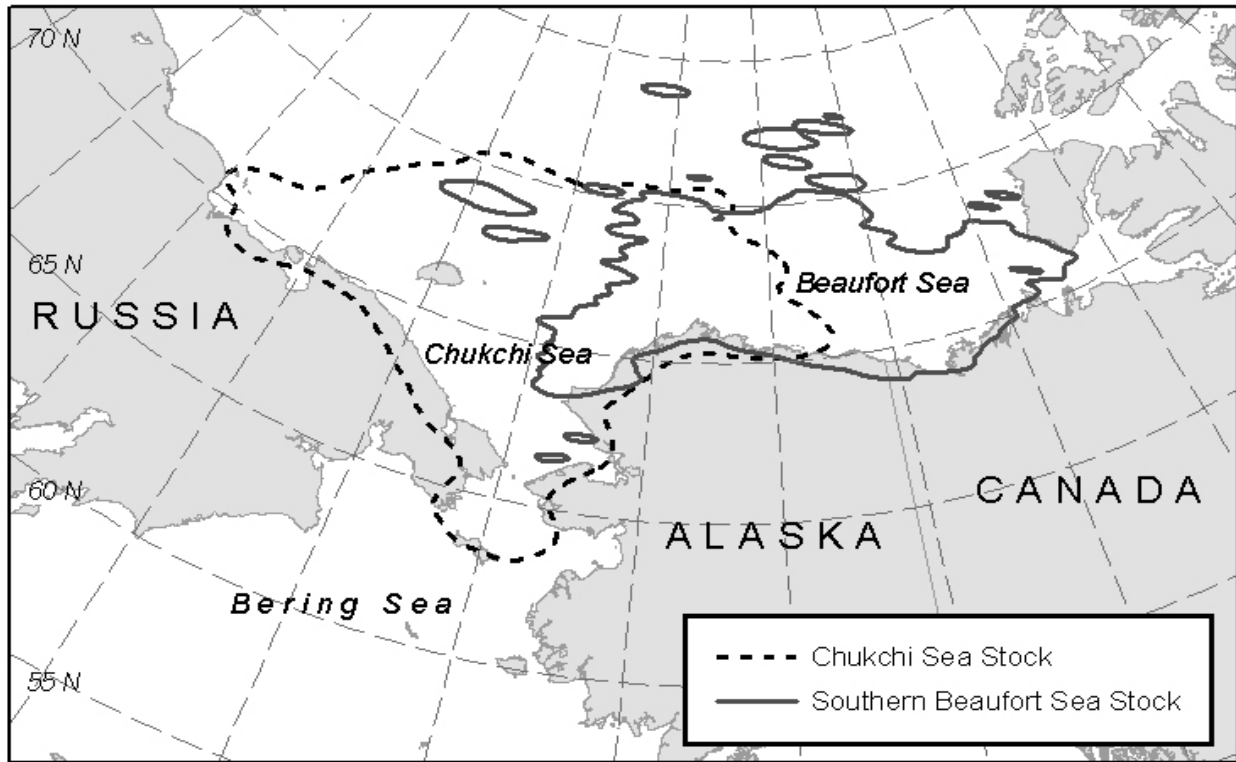 70 N
65 N
RUSSIA
Beaufort Sea
Chukchi Sea
60 N
CANADA
ALASKA
Bering Sea
55 N
Chukchi Sea Stock
Southern Beaufort Sea Stock